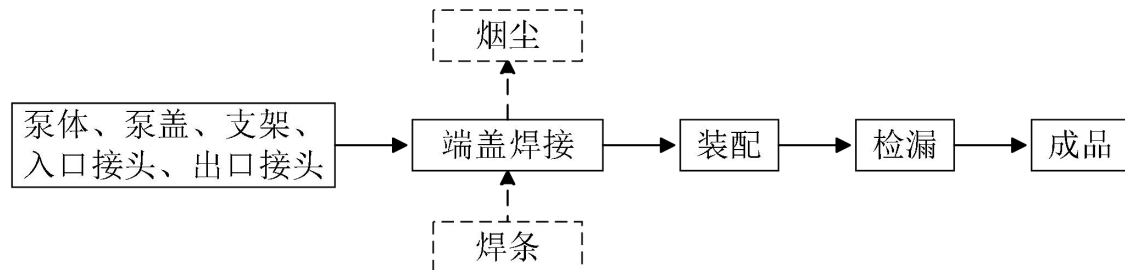 烟尘
泵体、泵盖、支架、
入口接头、出口接头
端盖焊接
装配
检漏
成品
焊条